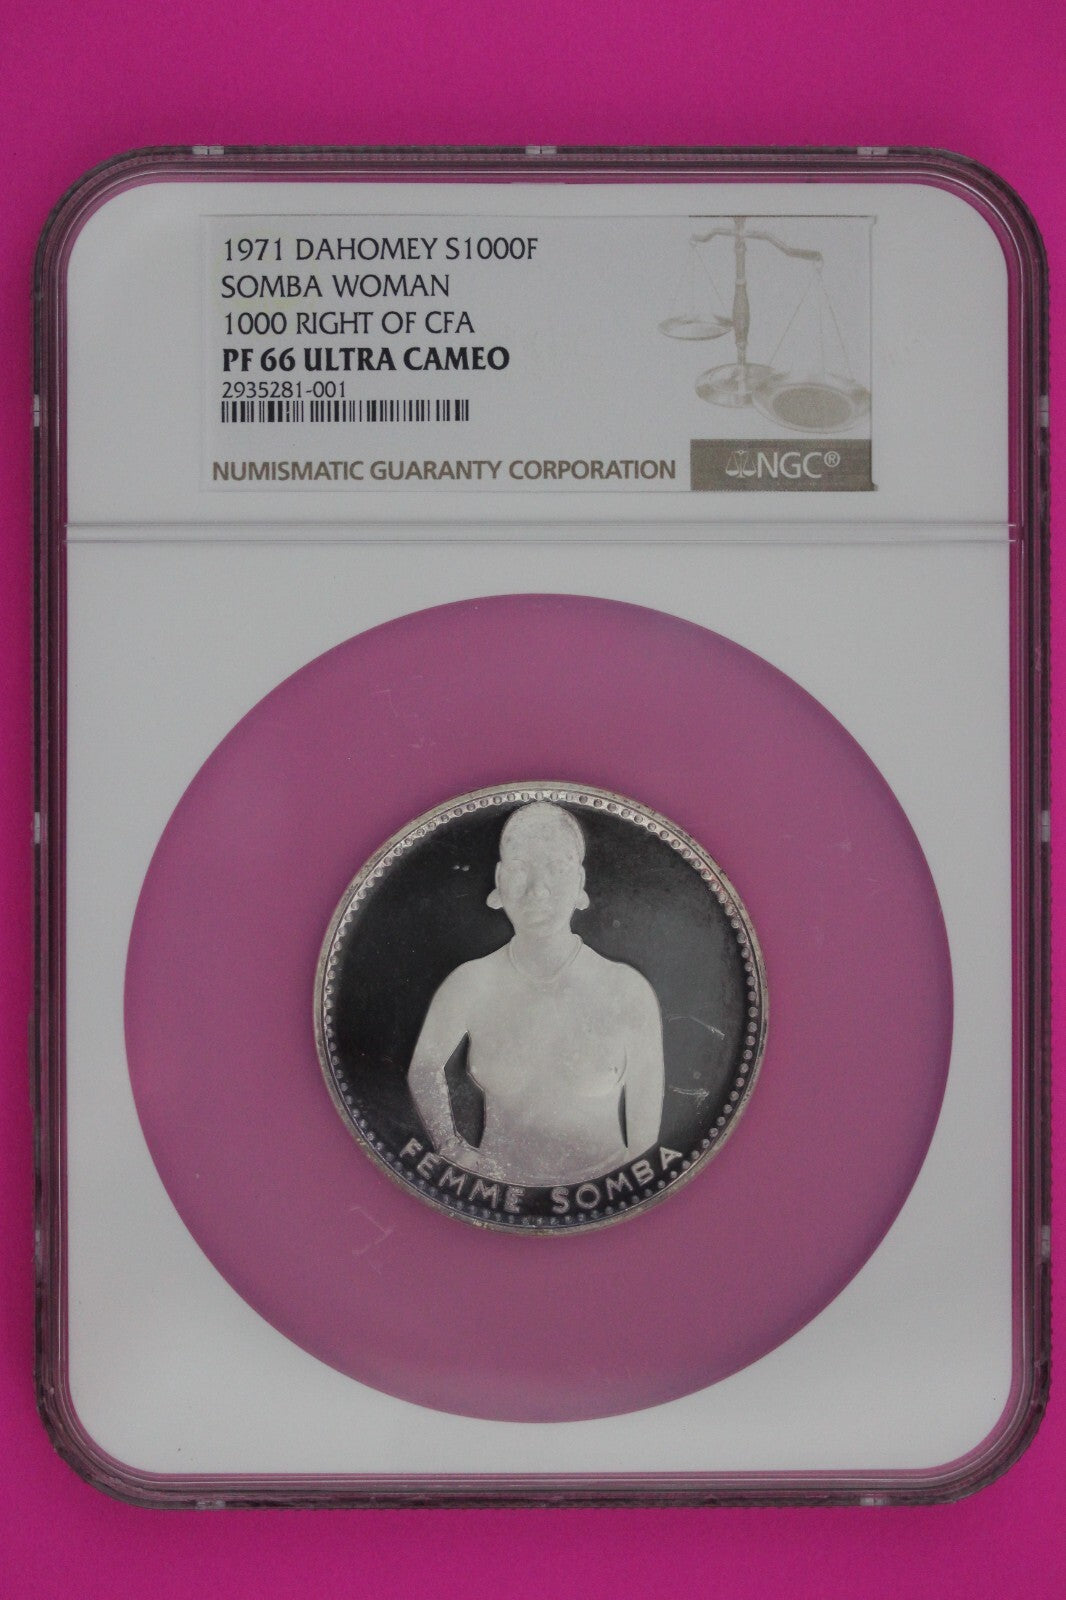 1971 DAHOMEY S1000F
SOMBA WOMAN
1000 RIGHT OF CFA
PF 66 ULTRA CAMEO
2935281-001
NUMISMATIC GUARANTY CORPORATION
NGC®
FEMME SOMBA